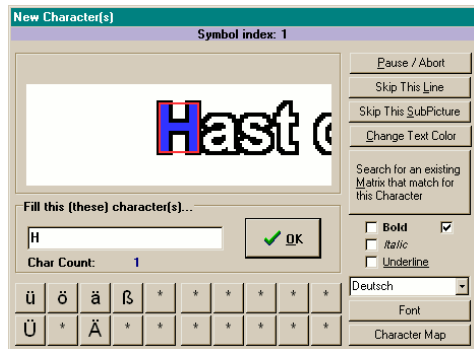 New Character(s)
Symbol index: 1
Hast
Pause / Abort
Skip This Line
Skip This SubPicture
Change Text Color
Search for an existing
Matrix that match for
this Character
Fill this (these) character(s)...
H
OK
Char Count: 1
Bold
Italic
Underline
ü ö ä ß * * * * * *
Ü * Ä * * * * * * *
Deutsch
Font
Character Map